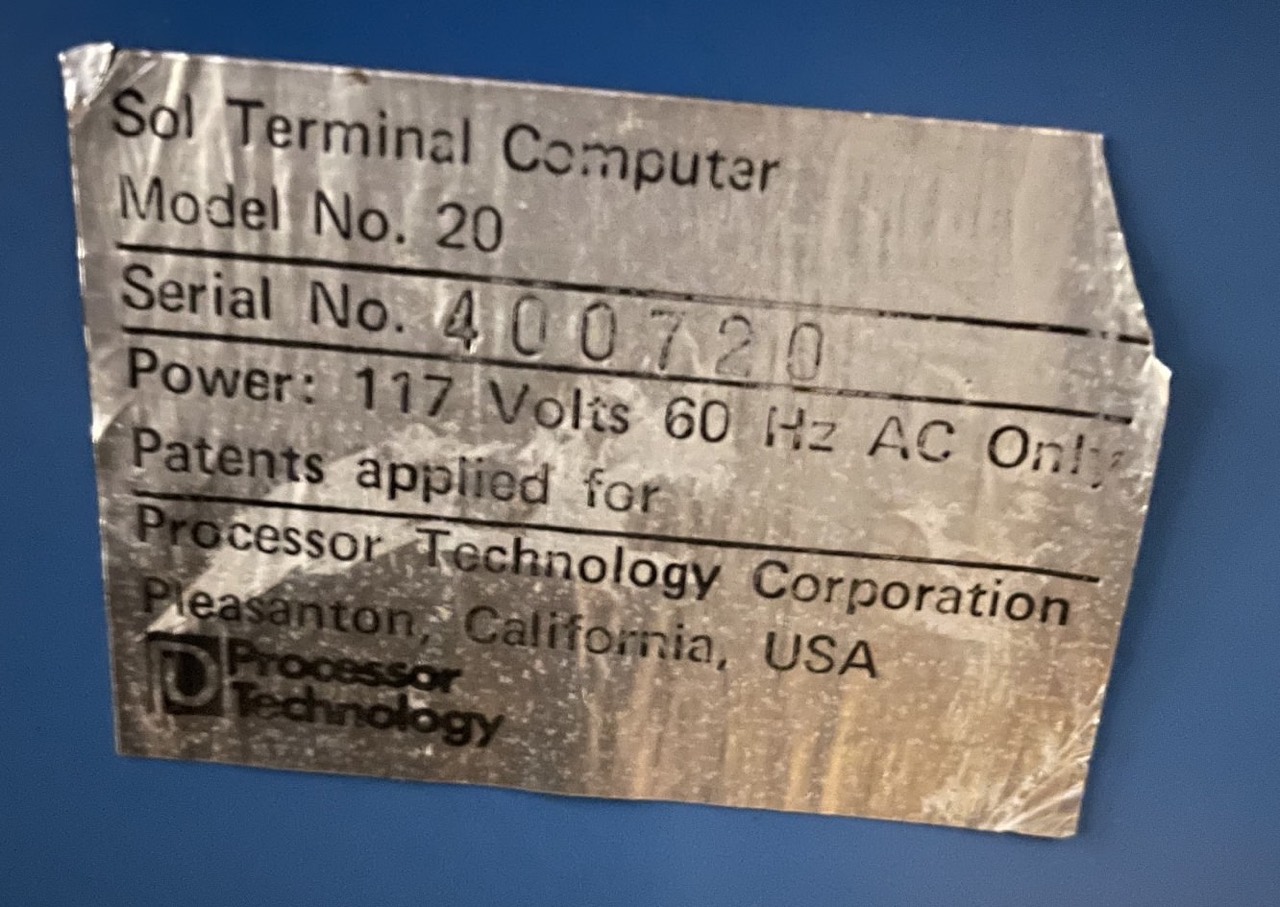 Sol Terminal Computer
Model No. 20
Serial No. 400720
Power: 117 Volts 60 Hz AC Only
Patents applied for
Processor Technology Corporation
Pleasanton, California, USA
Processor
Technology